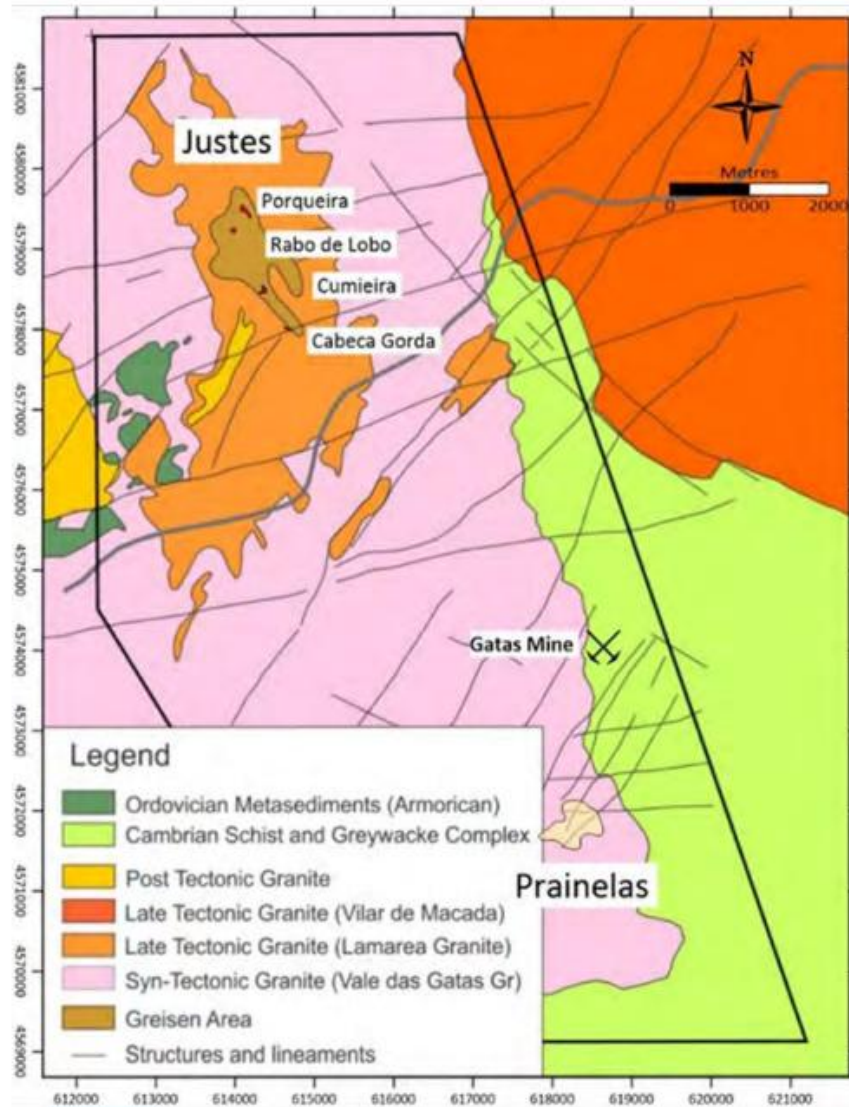 N
Metres
0 1000 2000
Justes
Porqueira
Rabo de Lobo
Cumieira
Cabeca Gorda
Gatas Mine
Prainelas
Legend
Ordovician Metasediments (Armorican)
Cambrian Schist and Greywacke Complex
Post Tectonic Granite
Late Tectonic Granite (Vilar de Macada)
Late Tectonic Granite (Lamarea Granite)
Syn-Tectonic Granite (Vale das Gatas Gr)
Greisen Area
Structures and lineaments
4581000
4580000
4579000
4578000
4577000
4576000
4575000
4574000
4573000
4572000
4571000
4570000
4569000
612000 613000 614000 615000 616000 617000 618000 619000 620000 621000